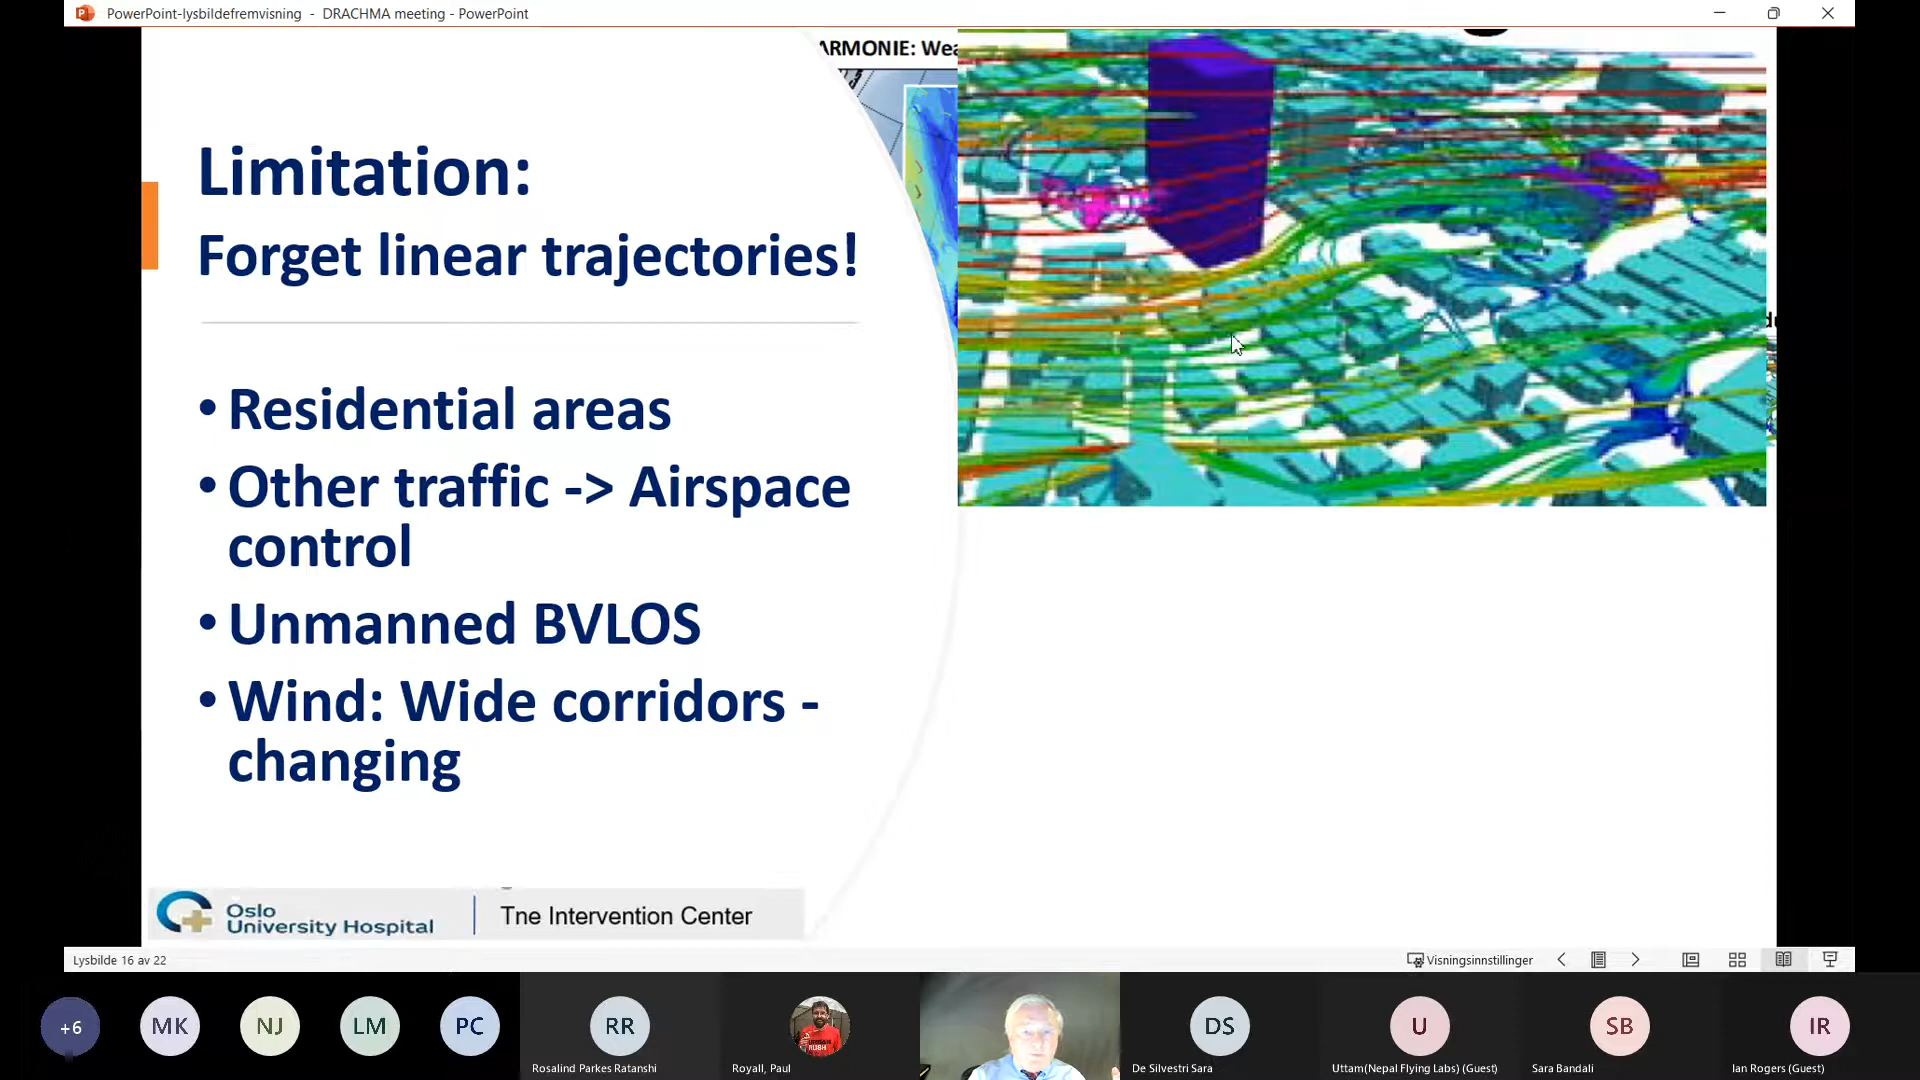 PowerPoint-lysbildefremvisning - DRACHMA meeting - PowerPoint
ARMONIE: Wea
Limitation:
Forget linear trajectories!
• Residential areas
• Other traffic -> Airspace
control
• Unmanned BVLOS
• Wind: Wide corridors -
changing
Oslo
University Hospital
Tne Intervention Center
Lysbilde 16 av 22
Visningsinnstillinger
+6
MK
NJ
LM
PC
RR
DS
U
SB
IR
Rosalind Parkes Ratanshi
Royall, Paul
De Silvestri Sara
Uttam(Nepal Flying Labs) (Guest)
Sara Bandali
Ian Rogers (Guest)